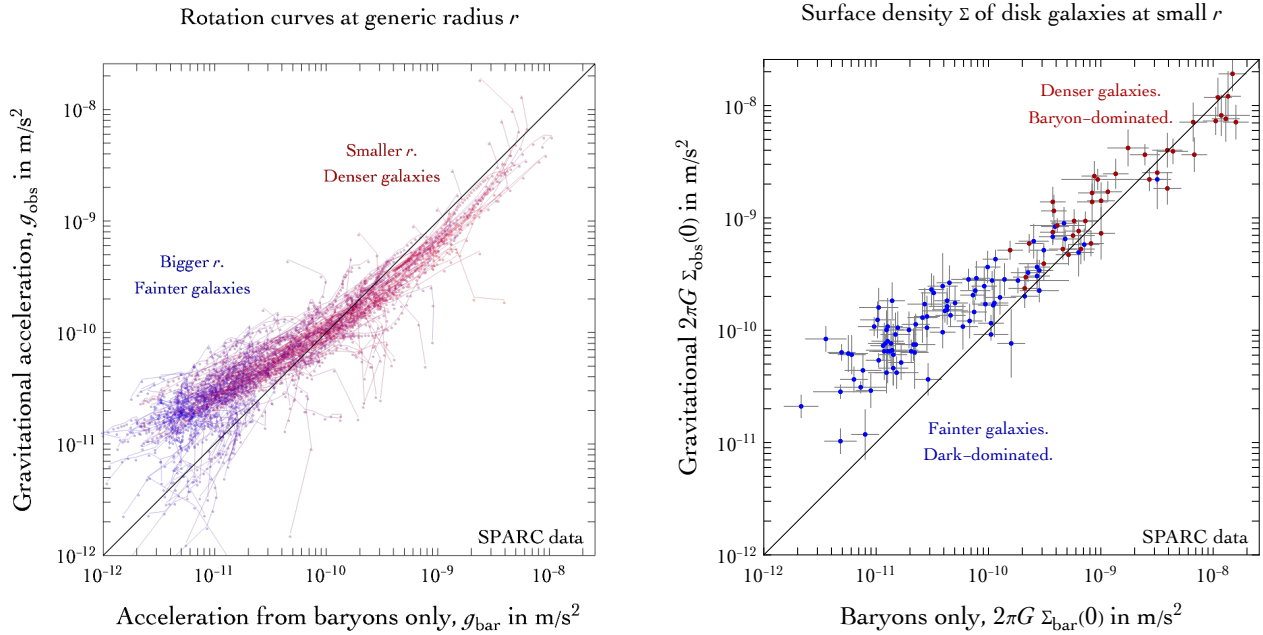 Rotation curves at generic radius r
Gravitational acceleration, g_obs in m/s²
10⁻⁸
10⁻⁹
10⁻¹⁰
10⁻¹¹
10⁻¹²
Smaller r.
Denser galaxies
Bigger r.
Fainter galaxies
SPARC data
10⁻¹² 10⁻¹¹ 10⁻¹⁰ 10⁻⁹ 10⁻⁸
Acceleration from baryons only, g_bar in m/s²
Surface density Σ of disk galaxies at small r
Gravitational 2πG Σ_obs(0) in m/s²
10⁻⁸
10⁻⁹
10⁻¹⁰
10⁻¹¹
10⁻¹²
Denser galaxies.
Baryon–dominated.
Fainter galaxies.
Dark–dominated.
SPARC data
10⁻¹² 10⁻¹¹ 10⁻¹⁰ 10⁻⁹ 10⁻⁸
Baryons only, 2πG Σ_bar(0) in m/s²